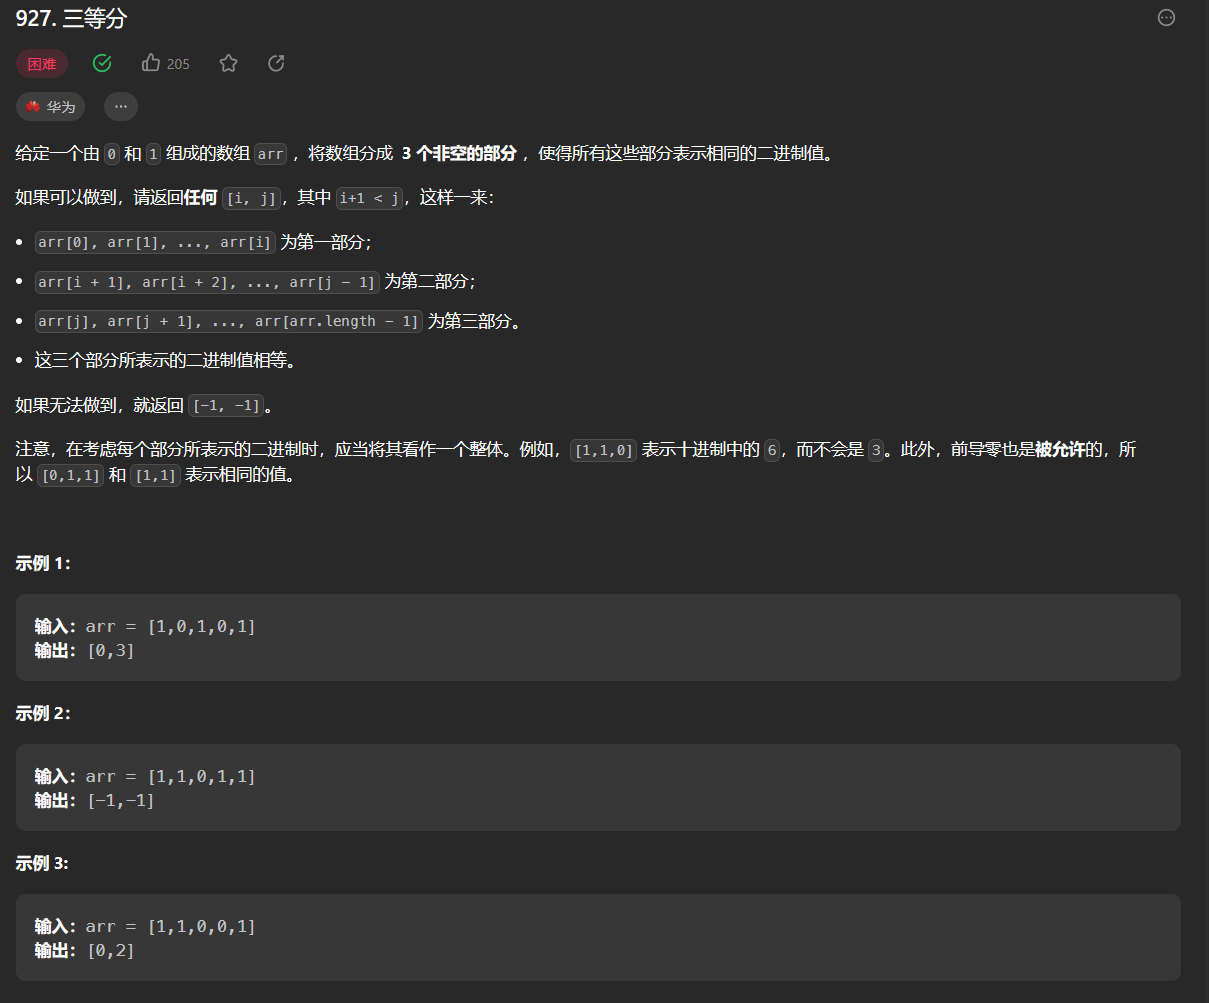 927. 三等分
困难 205
华为 ...
给定一个由 0 和 1 组成的数组 arr ，将数组分成  3 个非空的部分 ，使得所有这些部分表示相同的二进制值。
如果可以做到，请返回任何 [i, j]，其中 i+1 < j，这样一来：
• arr[0], arr[1], ..., arr[i] 为第一部分；
• arr[i + 1], arr[i + 2], ..., arr[j - 1] 为第二部分；
• arr[j], arr[j + 1], ..., arr[arr.length - 1] 为第三部分。
• 这三个部分所表示的二进制值相等。
如果无法做到，就返回 [-1, -1]。
注意，在考虑每个部分所表示的二进制时，应当将其看作一个整体。例如，[1,1,0] 表示十进制中的 6，而不会是 3。此外，前导零也是被允许的，所
以 [0,1,1] 和 [1,1] 表示相同的值。
示例 1：
输入：arr = [1,0,1,0,1]
输出：[0,3]
示例 2：
输入：arr = [1,1,0,1,1]
输出：[-1,-1]
示例 3:
输入：arr = [1,1,0,0,1]
输出：[0,2]